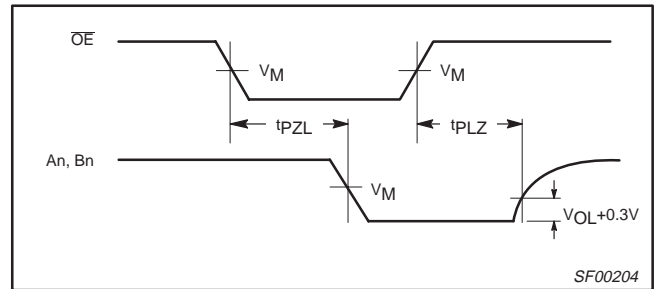 OE
VM
VM
tPZL
tPLZ
An, Bn
VM
VOL+0.3V
SF00204